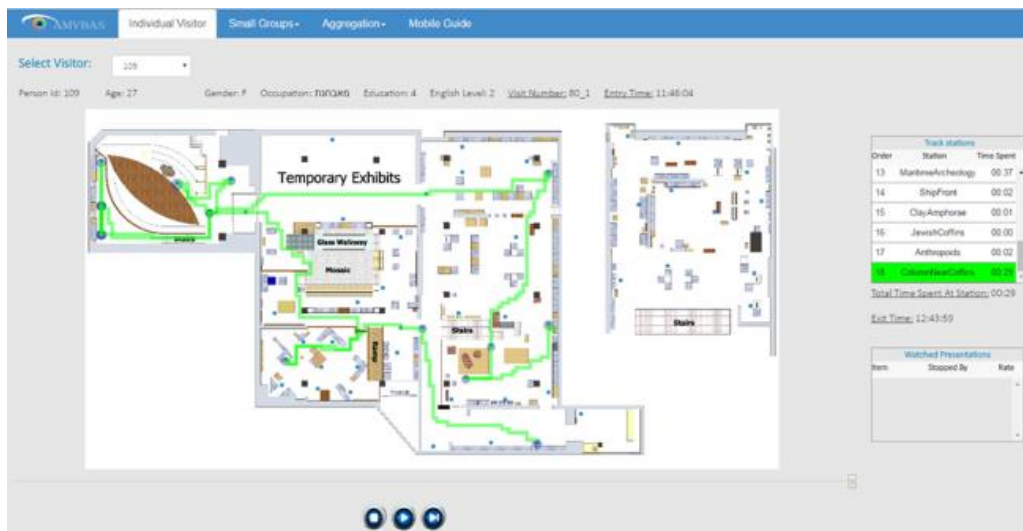 AMVBAS Individual Visitor Small Groups Aggregation Mobile Guide
Select Visitor: 109
Person Id: 109 Age: 27 Gender: F Occupation: מאבחנת Education: 4 English Level: 2 Visit Number: 80_1 Entry Time: 11:46:04
Track stations
Order Station Time Spent
13 MaritimeArcheology 00:37
14 ShipFront 00:02
15 ClayAmphorae 00:01
16 JewishCoffins 00:00
17 Anthropoids 00:02
18 ColumnNearCoffins 00:29
Total Time Spent At Station: 00:29
Exit Time: 12:43:59
Watched Presentations
Item Stopped By Rate
Temporary Exhibits
Stairs
Glass Walkway
Mosaic
Stairs
Stairs
Ramp